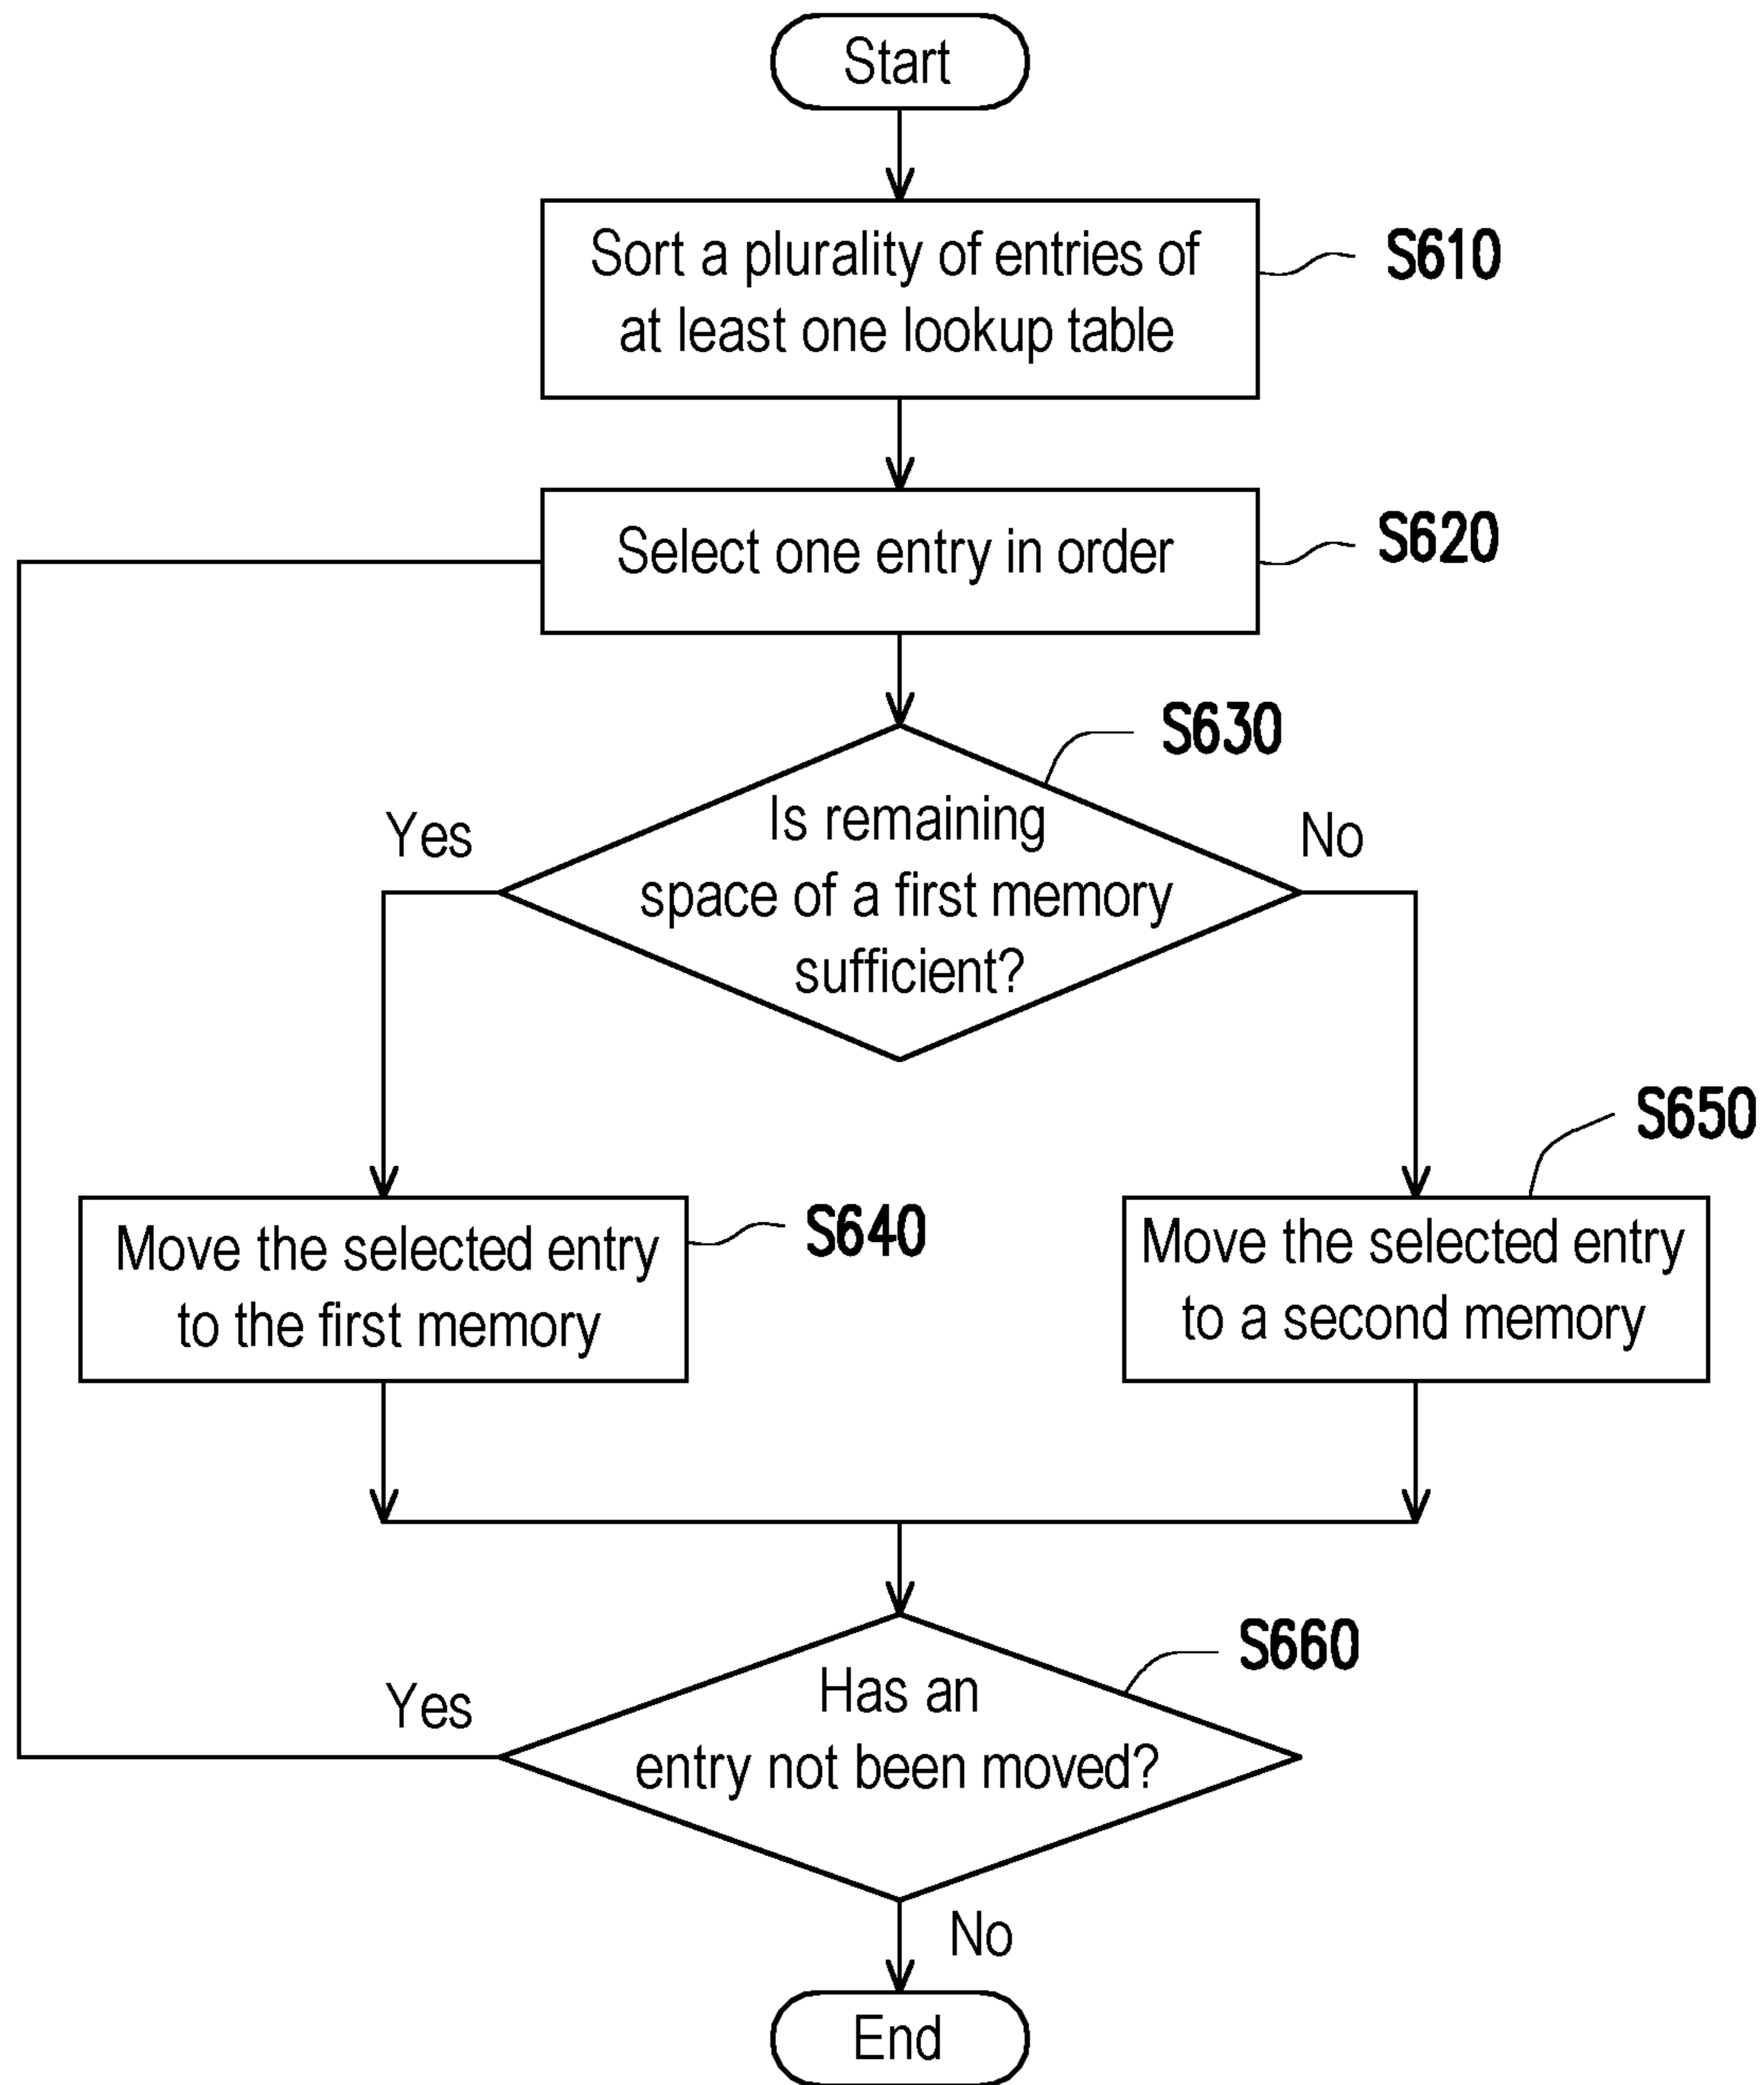 Start
Sort a plurality of entries of
at least one lookup table
S610
Select one entry in order
S620
S630
Is remaining
space of a first memory
sufficient?
Yes
No
Move the selected entry
to the first memory
S640
S650
Move the selected entry
to a second memory
S660
Has an
entry not been moved?
Yes
No
End